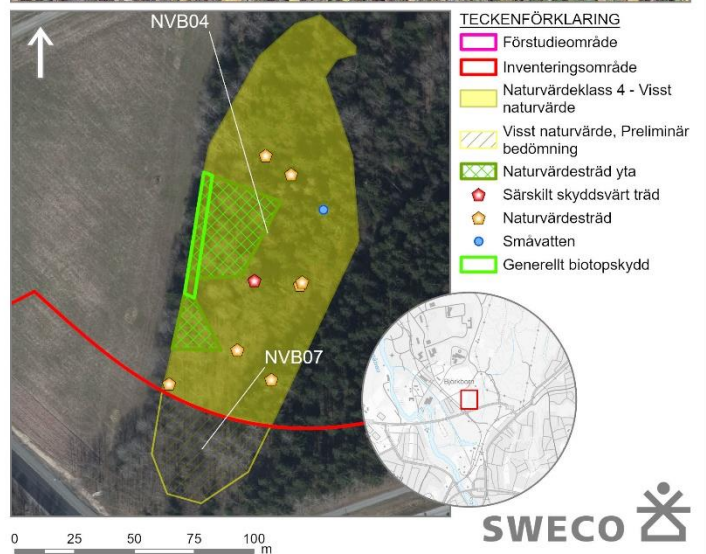 NVB04
NVB07
TECKENFÖRKLARING
Förstudieområde
Inventeringsområde
Naturvärdeklass 4 - Visst
naturvärde
Visst naturvärde, Preliminär
bedömning
Naturvärdesträd yta
Särskilt skyddsvärt träd
Naturvärdesträd
Småvatten
Generellt biotopskydd
Björkborn
SWECO
0 25 50 75 100
m